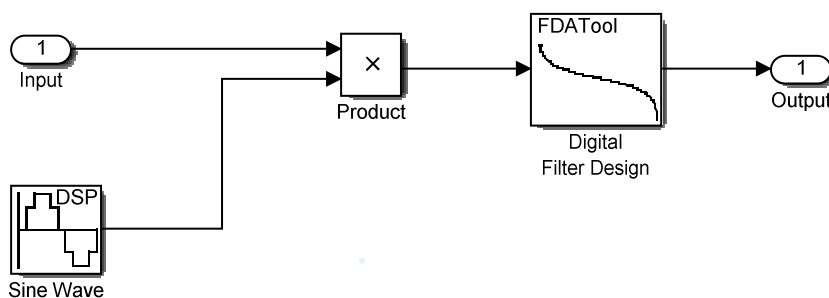 FDATool
1
×
1
Input
Output
Product
Digital
Filter Design
DSP
Sine Wave